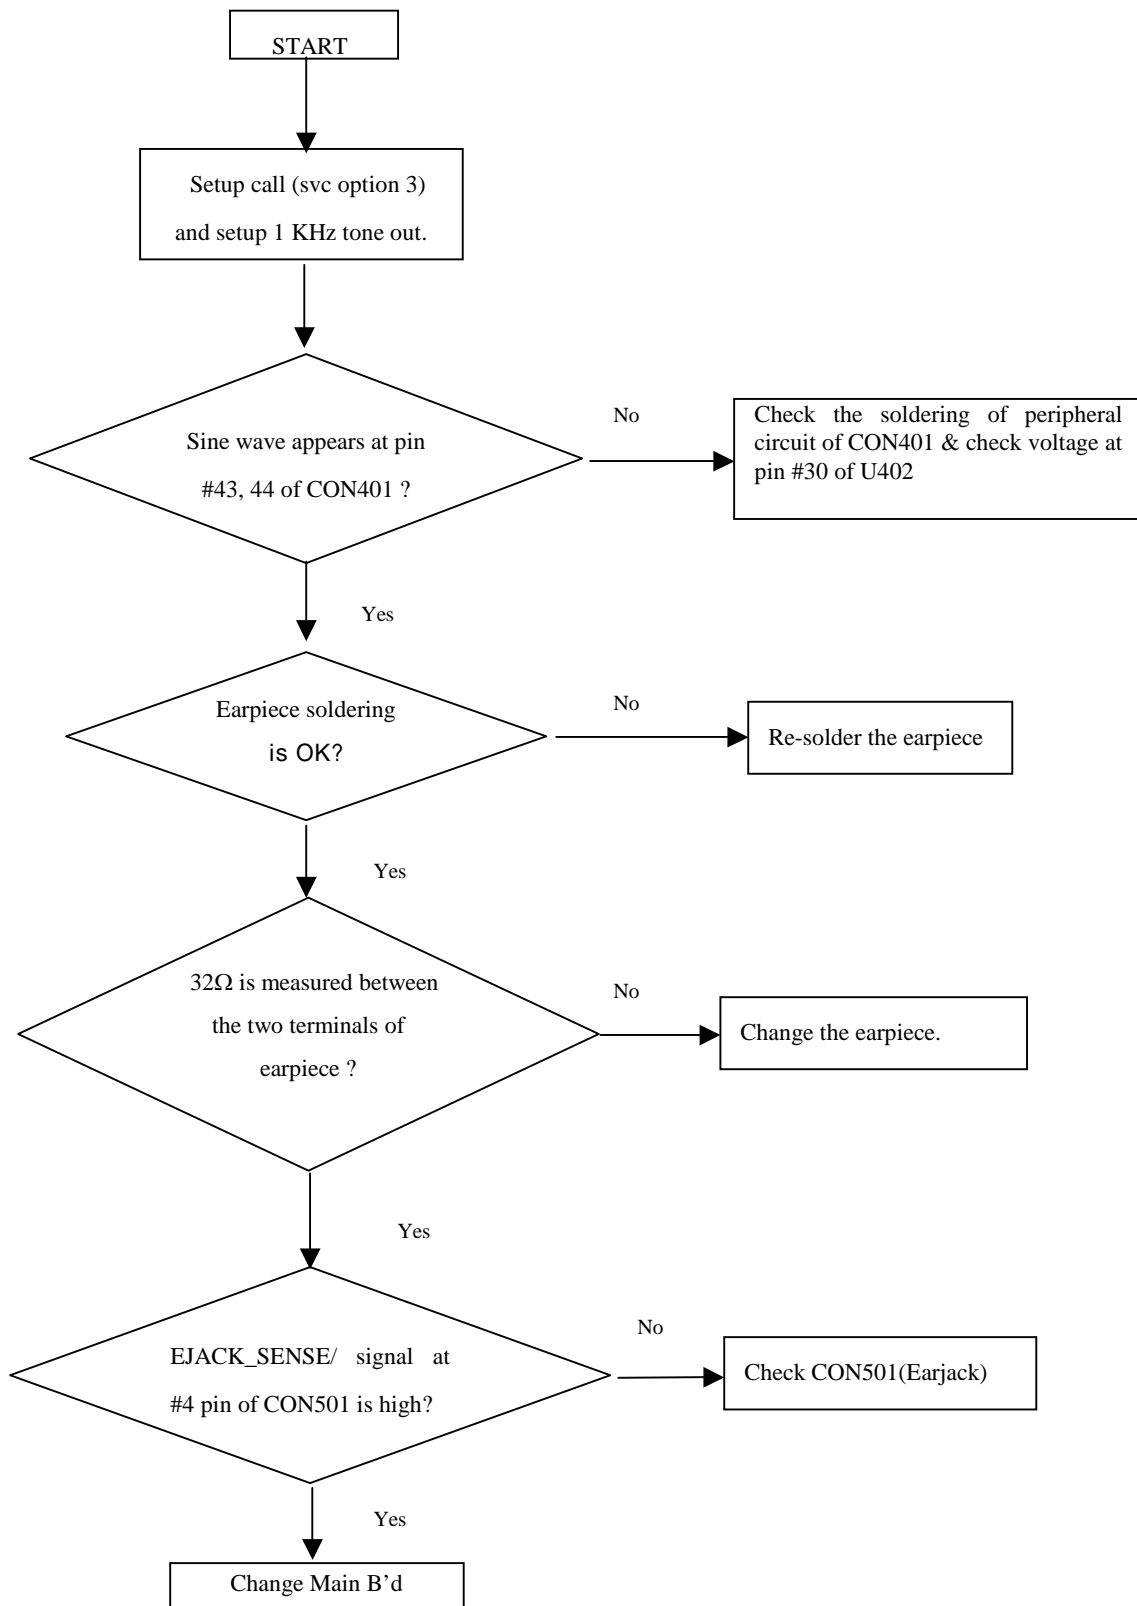 START
Setup call (svc option 3)
and setup 1 KHz tone out.
Sine wave appears at pin
#43, 44 of CON401 ?
No
Check the soldering of peripheral
circuit of CON401 & check voltage at
pin #30 of U402
Yes
Earpiece soldering
is OK?
No
Re-solder the earpiece
Yes
32Ω is measured between
the two terminals of
earpiece ?
No
Change the earpiece.
Yes
EJACK_SENSE/ signal at
#4 pin of CON501 is high?
No
Check CON501(Earjack)
Yes
Change Main B’d